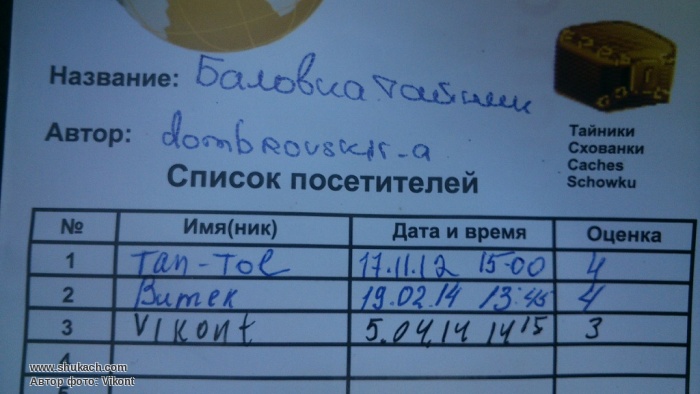 Название: Баловна тайник
Автор: dombrovskii-a
Тайники
Схованки
Caches
Schowku
Список посетителей
№ Имя(ник) Дата и время Оценка
1 Tan-Tol 17.11.12 15-00 4
2 Витек 19.02.14 13:45 4
3 Vikont 5.04.14 14 15 3
4
www.shukach.com
Автор фото: Vikont